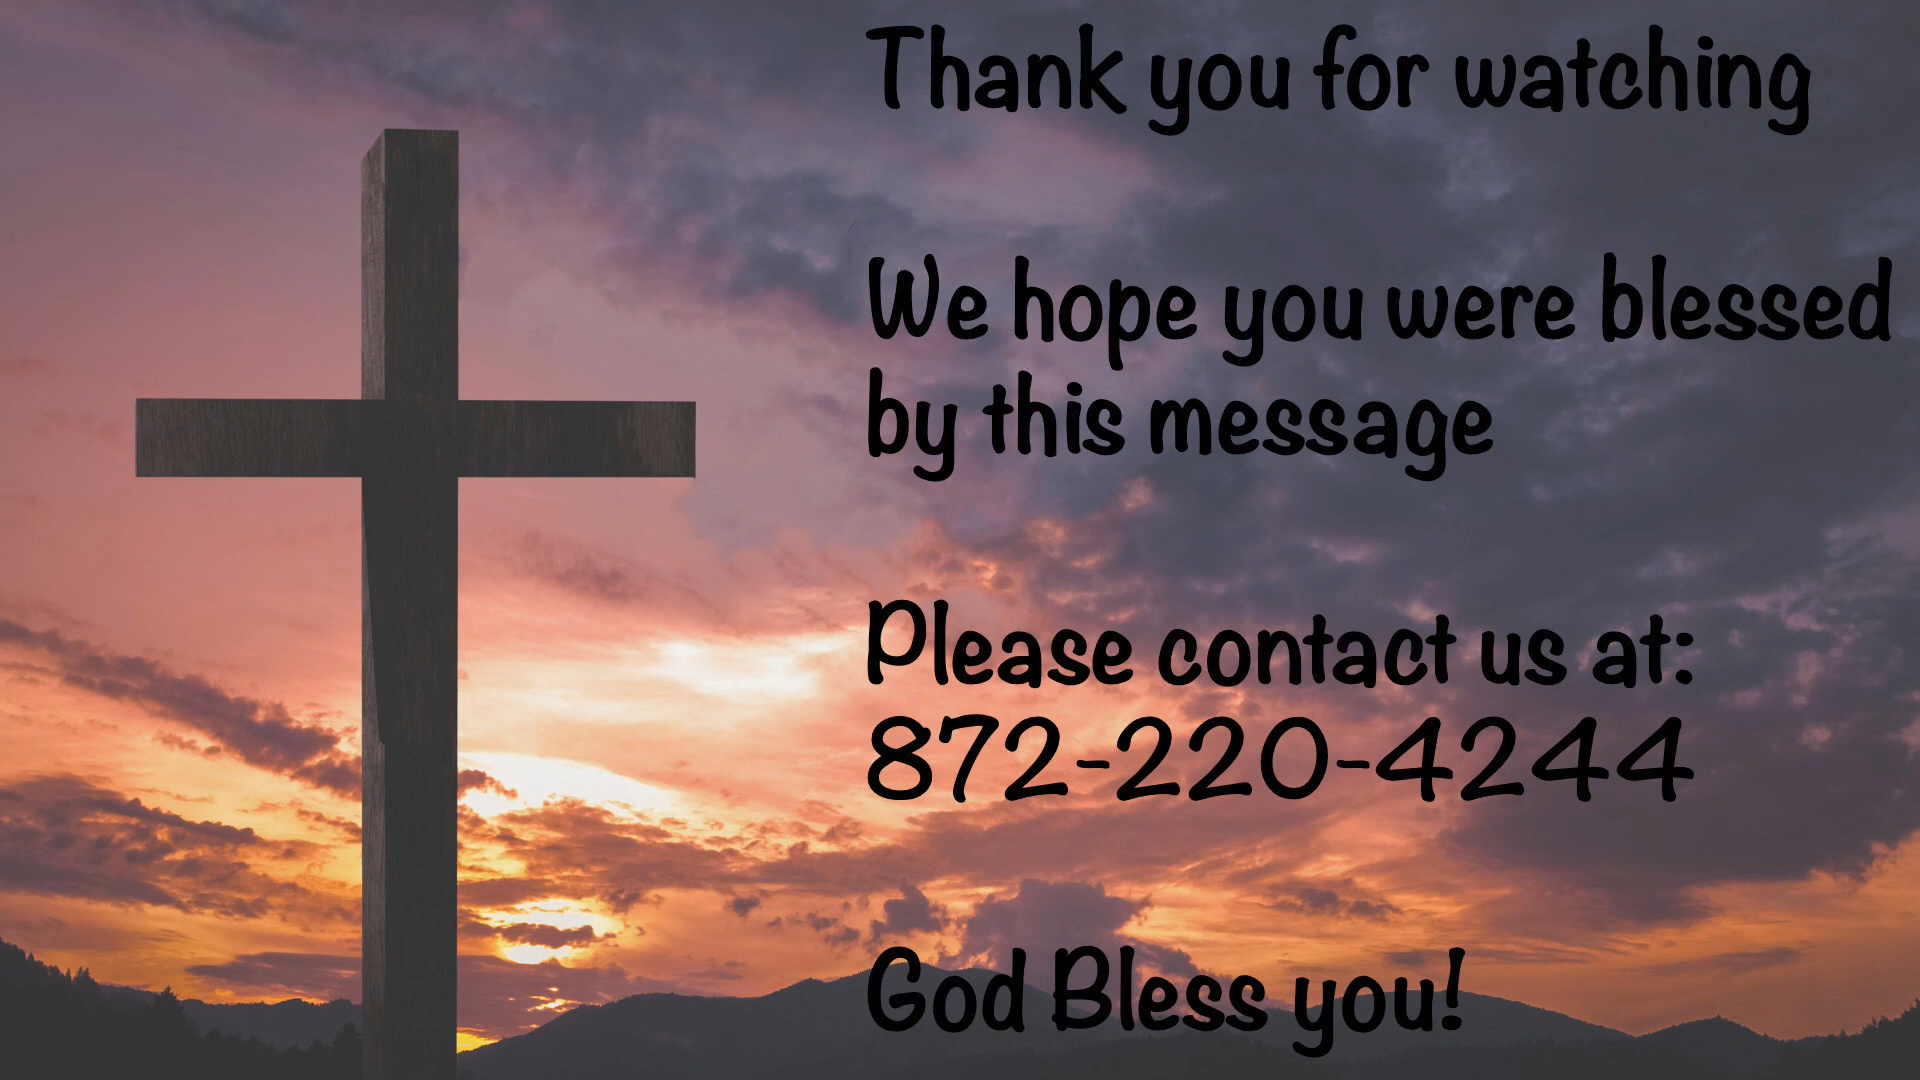 Thank you for watching
We hope you were blessed
by this message
Please contact us at:
872-220-4244
God Bless you!